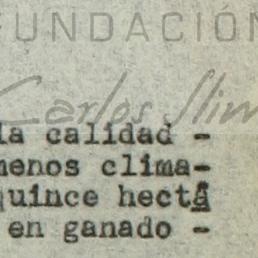 FUNDACIÓN
Carlos Slim
la calidad -
menos clima-
quince hectá
en ganado -